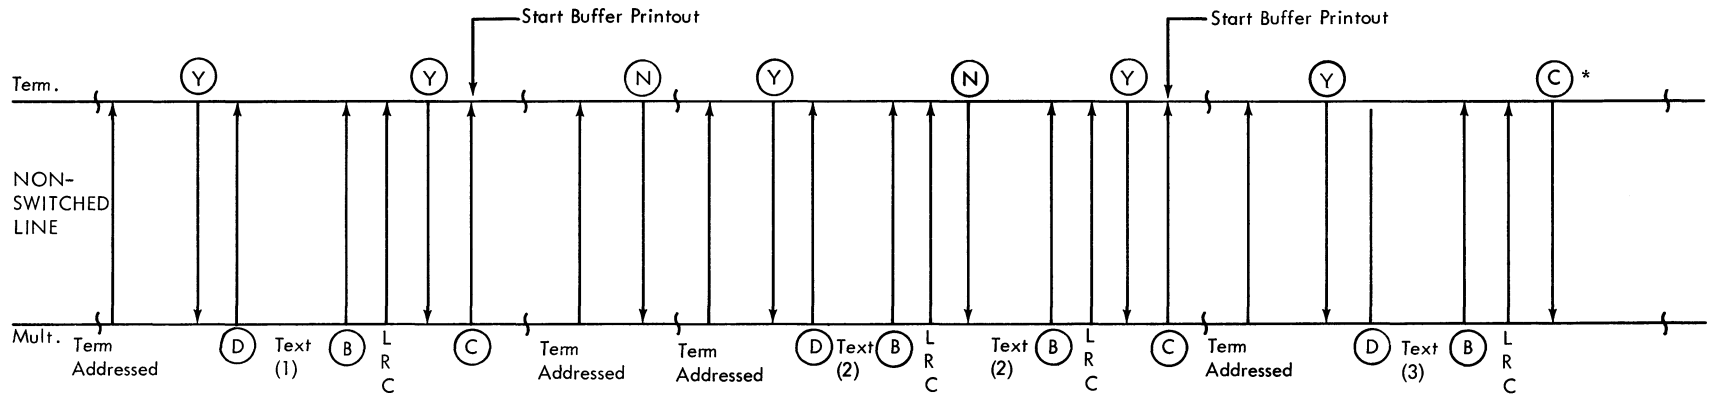 Start Buffer Printout
Start Buffer Printout
Term. Y Y N Y N Y Y C *
NON-
SWITCHED
LINE
Mult. Term
Addressed
D
Text
(1)
B
L
R
C
C
Term
Addressed
Term
Addressed
D
Text
(2)
B
L
R
C
Text
(2)
B
L
R
C
C
Term
Addressed
D
Text
(3)
B
L
R
C